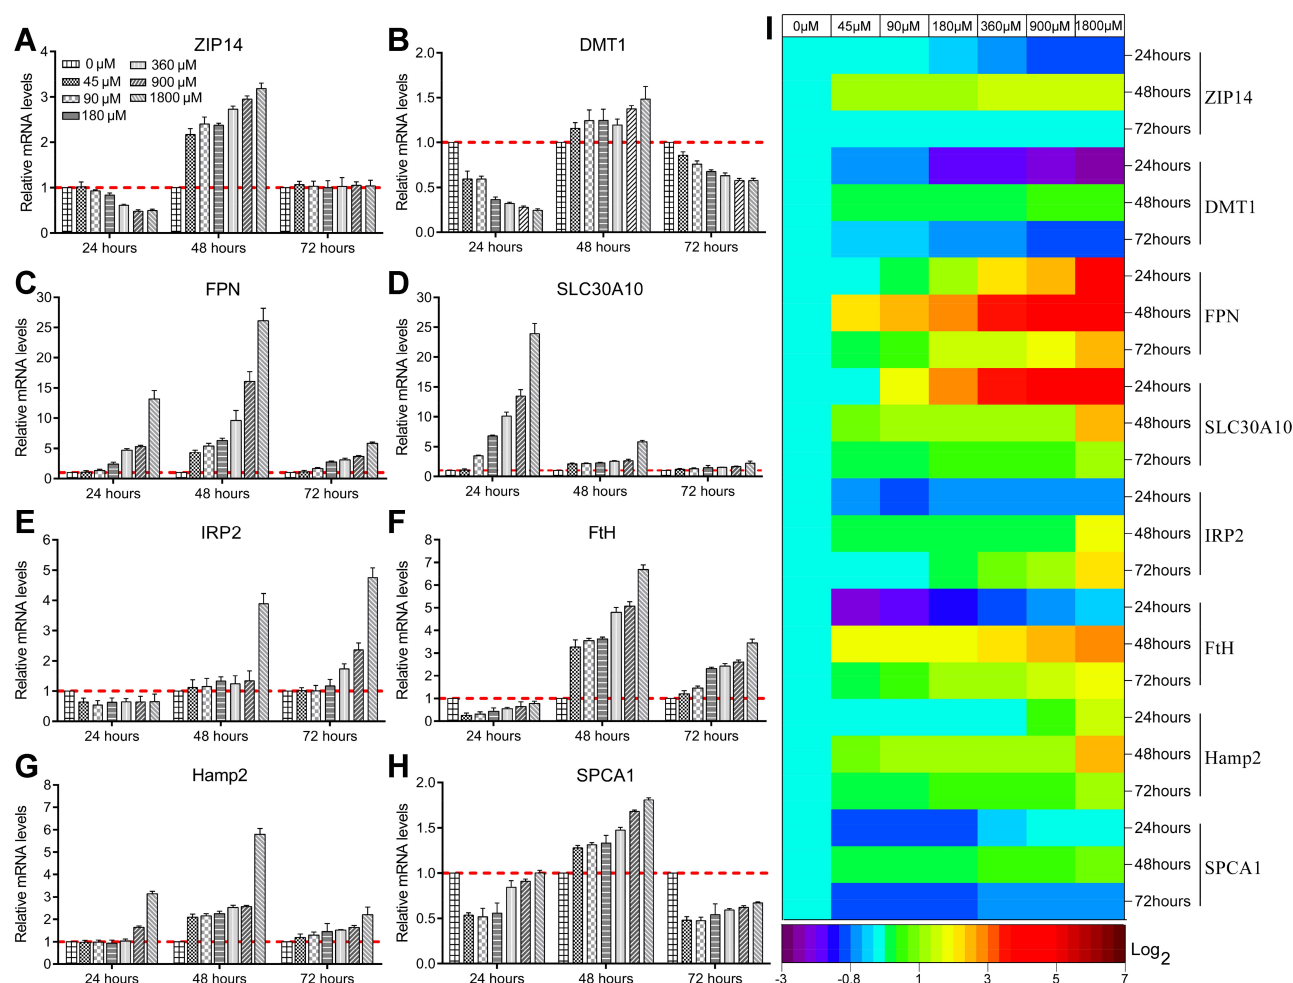 A
ZIP14
Relative mRNA levels
4
3
2
1
0
0 μM
45 μM
90 μM
180 μM
360 μM
900 μM
1800 μM
24 hours
48 hours
72 hours
B
DMT1
Relative mRNA levels
2.0
1.5
1.0
0.5
0.0
24 hours
48 hours
72 hours
C
FPN
Relative mRNA levels
30
25
20
15
10
5
0
24 hours
48 hours
72 hours
D
SLC30A10
Relative mRNA levels
30
25
20
15
10
5
0
24 hours
48 hours
72 hours
E
IRP2
Relative mRNA levels
6
5
4
3
2
1
0
24 hours
48 hours
72 hours
F
FtH
Relative mRNA levels
8
7
6
5
4
3
2
1
0
24 hours
48 hours
72 hours
G
Hamp2
Relative mRNA levels
8
7
6
5
4
3
2
1
0
24 hours
48 hours
72 hours
H
SPCA1
Relative mRNA levels
2.0
1.5
1.0
0.5
0.0
24 hours
48 hours
72 hours
I
0μM 45μM 90μM 180μM 360μM 900μM 1800μM
24hours
48hours
72hours
ZIP14
24hours
48hours
72hours
DMT1
24hours
48hours
72hours
FPN
24hours
48hours
72hours
SLC30A10
24hours
48hours
72hours
IRP2
24hours
48hours
72hours
FtH
24hours
48hours
72hours
Hamp2
24hours
48hours
72hours
SPCA1
Log2
-3 -0.8 1 3 5 7